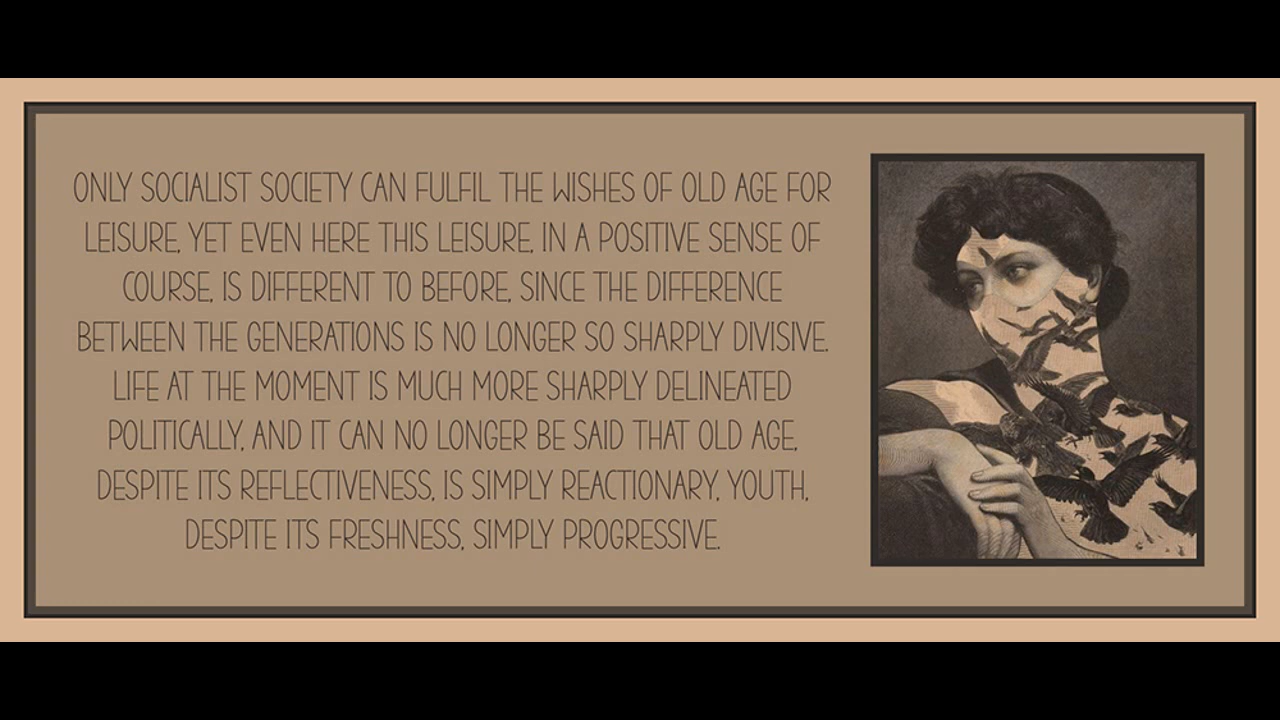 ONLY SOCIALIST SOCIETY CAN FULFIL THE WISHES OF OLD AGE FOR
LEISURE, YET EVEN HERE THIS LEISURE, IN A POSITIVE SENSE OF
COURSE, IS DIFFERENT TO BEFORE, SINCE THE DIFFERENCE
BETWEEN THE GENERATIONS IS NO LONGER SO SHARPLY DIVISIVE.
LIFE AT THE MOMENT IS MUCH MORE SHARPLY DELINEATED
POLITICALLY, AND IT CAN NO LONGER BE SAID THAT OLD AGE,
DESPITE ITS REFLECTIVENESS, IS SIMPLY REACTIONARY, YOUTH,
DESPITE ITS FRESHNESS, SIMPLY PROGRESSIVE.